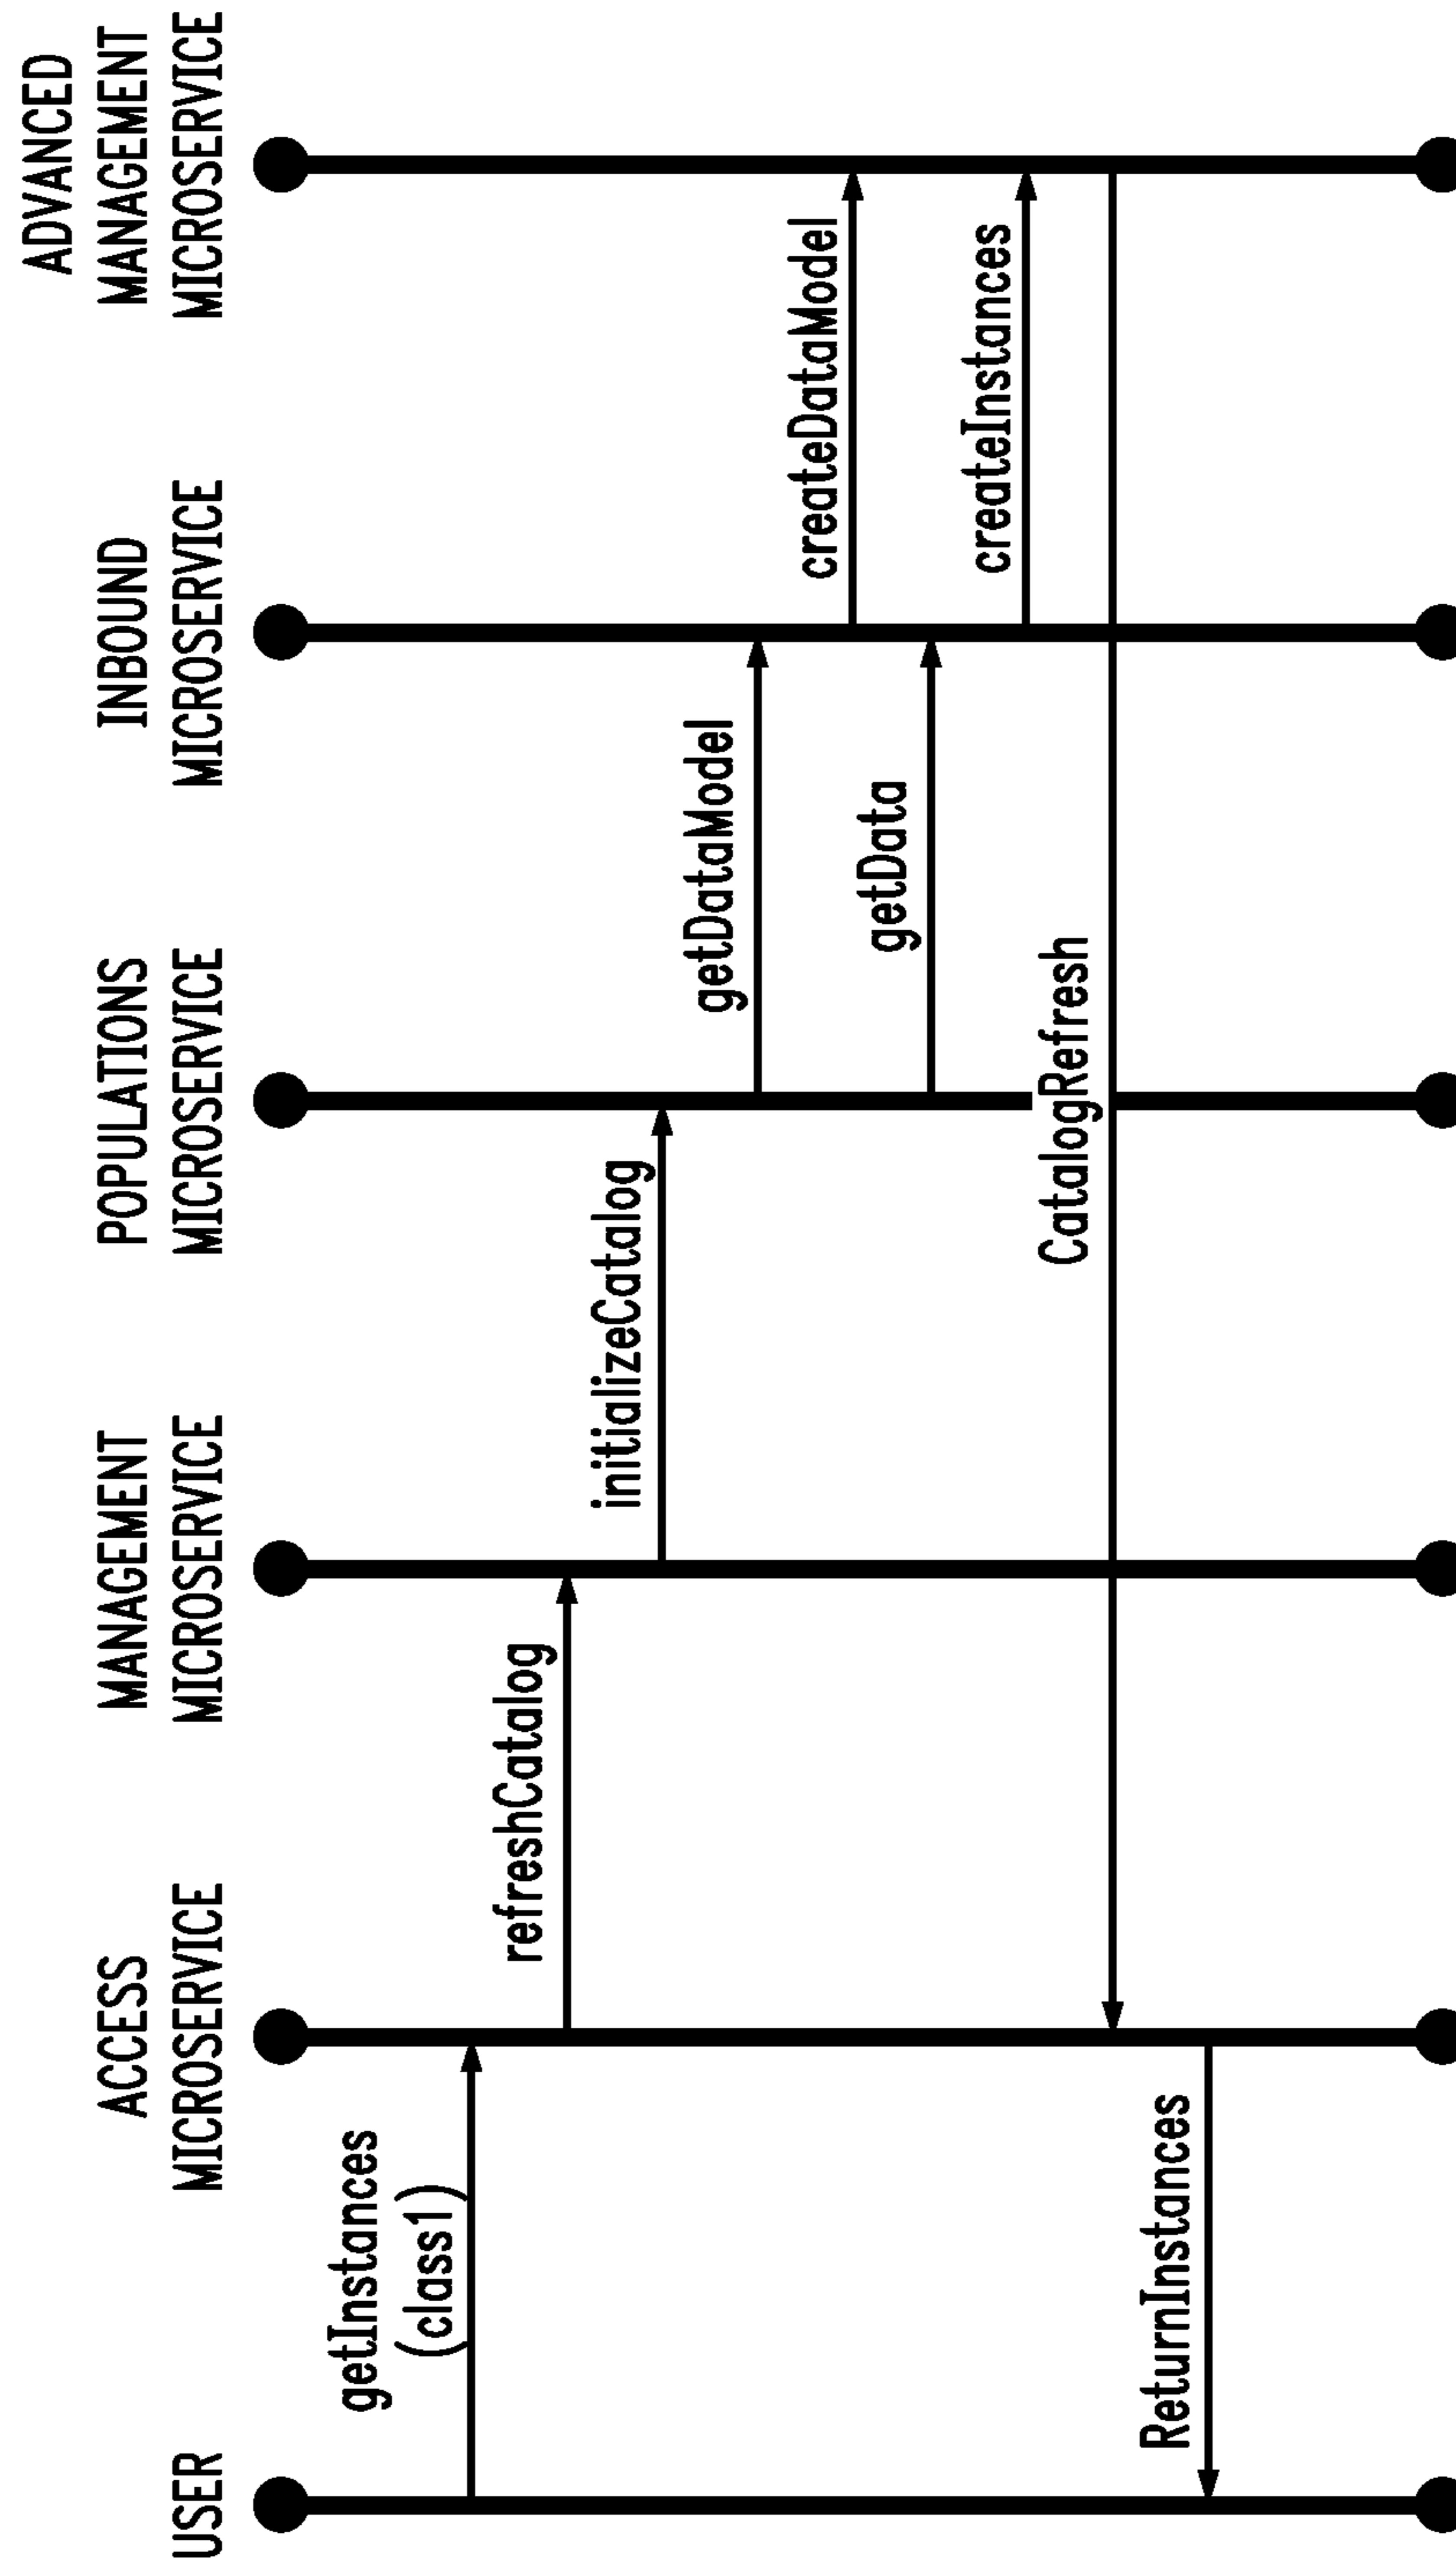 USER
ACCESS
MICROSERVICE
MANAGEMENT
MICROSERVICE
POPULATIONS
MICROSERVICE
INBOUND
MICROSERVICE
ADVANCED
MANAGEMENT
MICROSERVICE
getInstances
(class1)
refreshCatalog
initializeCatalog
getDataModel
createDataModel
getData
createInstances
CatalogRefresh
ReturnInstances